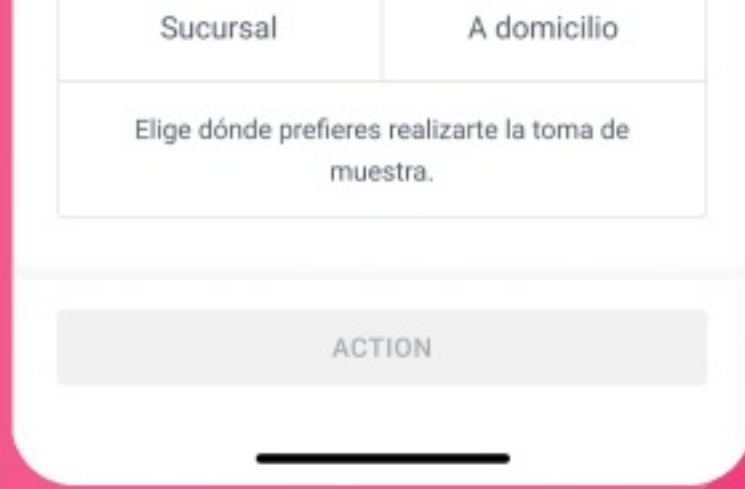 Sucursal A domicilio
Elige dónde prefieres realizarte la toma de
muestra.
ACTION